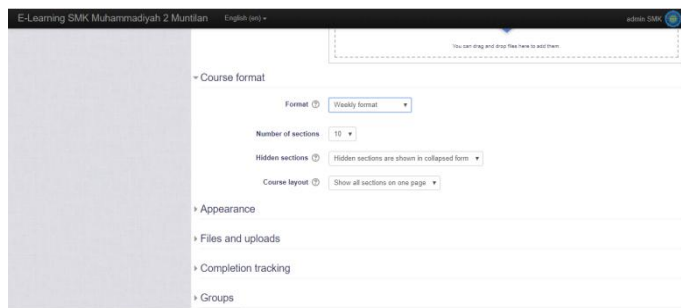 E-Learning SMK Muhammadiyah 2 Muntilan English (en) admin SMK
You can drag and drop files here to add them.
Course format
Format Weekly format
Number of sections 10
Hidden sections Hidden sections are shown in collapsed form
Course layout Show all sections on one page
Appearance
Files and uploads
Completion tracking
Groups